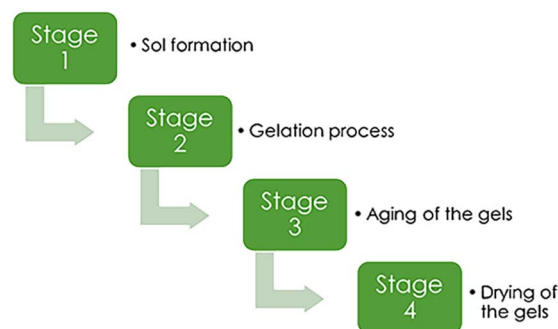 Stage
1
• Sol formation
Stage
2
• Gelation process
Stage
3
• Aging of the gels
Stage
4
• Drying of
the gels